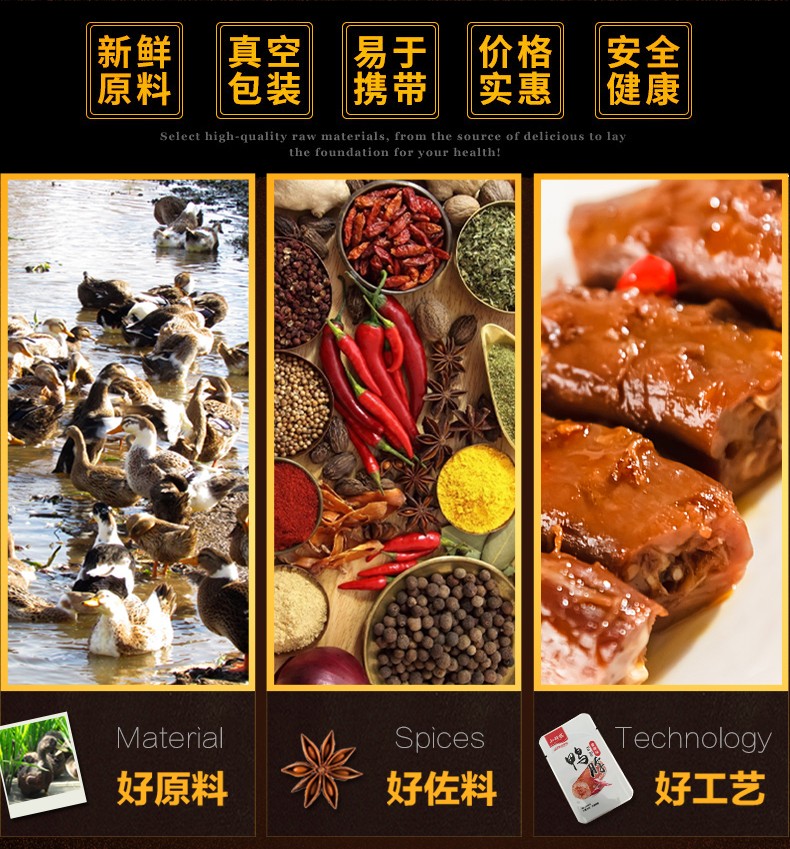 新鲜
原料
真空
包装
易于
携带
价格
实惠
安全
健康
Select high-quality raw materials, from the source of delicious to lay
the foundation for your health!
Material
好原料
Spices
好佐料
Technology
好工艺
鸭脖